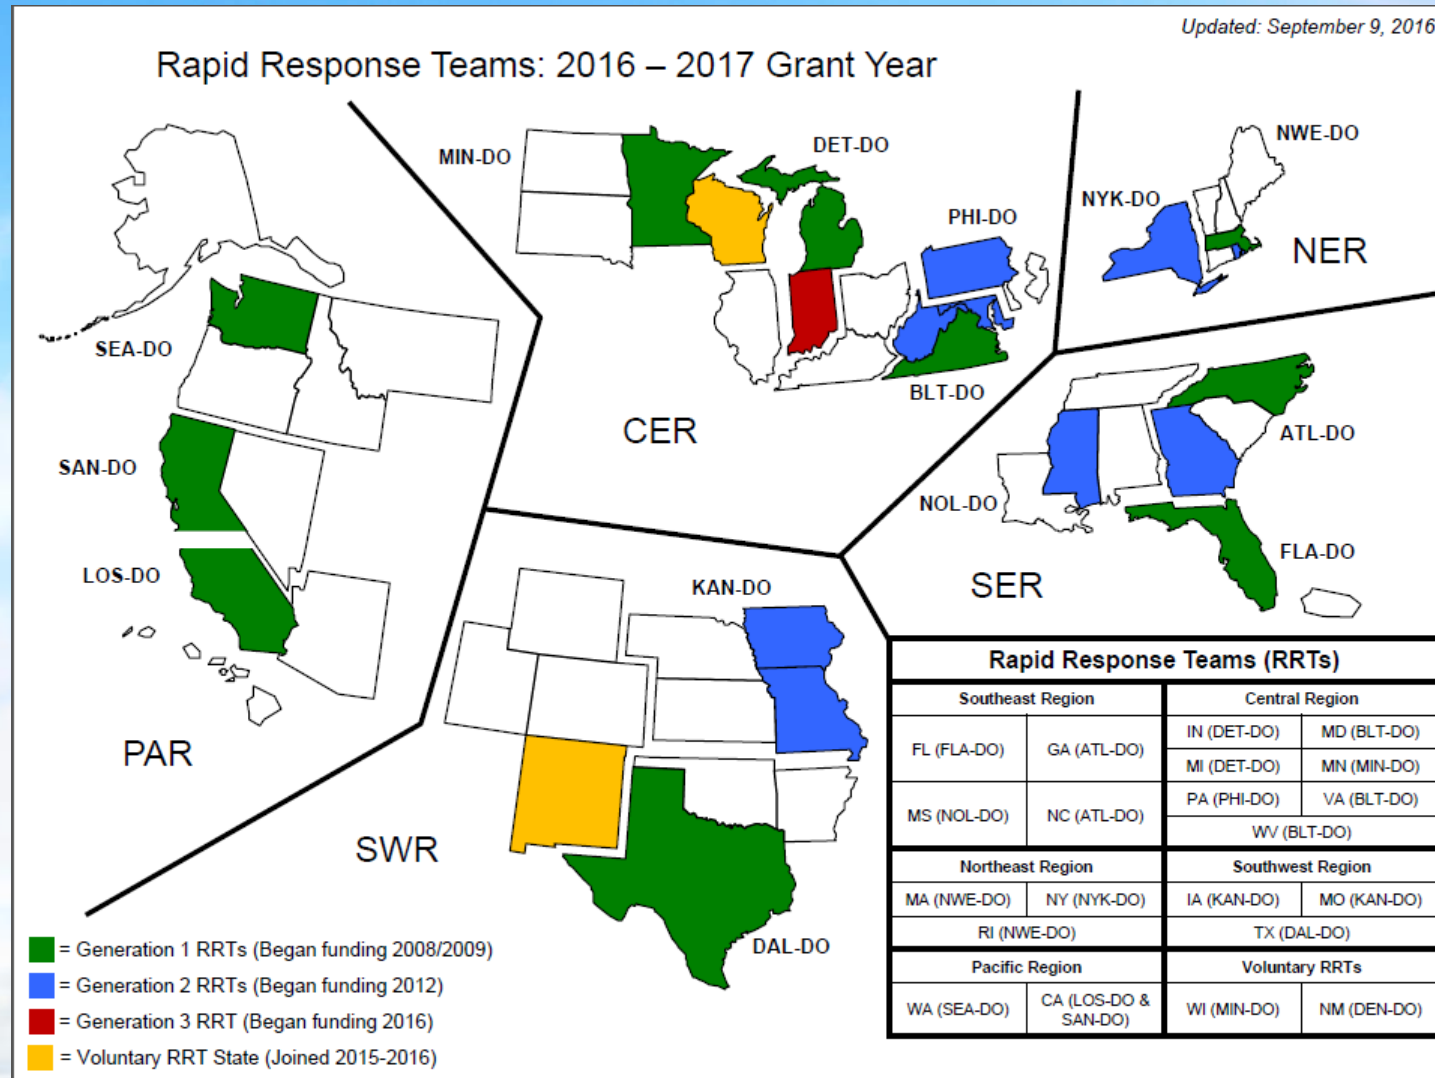 Updated: September 9, 2016
Rapid Response Teams: 2016 – 2017 Grant Year
MIN-DO
DET-DO
PHI-DO
BLT-DO
CER
NWE-DO
NYK-DO
NER
SEA-DO
SAN-DO
LOS-DO
PAR
ATL-DO
NOL-DO
FLA-DO
SER
KAN-DO
SWR
DAL-DO
= Generation 1 RRTs (Began funding 2008/2009)
= Generation 2 RRTs (Began funding 2012)
= Generation 3 RRT (Began funding 2016)
= Voluntary RRT State (Joined 2015-2016)
Rapid Response Teams (RRTs)
Southeast Region Central Region
FL (FLA-DO) GA (ATL-DO) IN (DET-DO) MD (BLT-DO)
MI (DET-DO) MN (MIN-DO)
MS (NOL-DO) NC (ATL-DO) PA (PHI-DO) VA (BLT-DO)
WV (BLT-DO)
Northeast Region Southwest Region
MA (NWE-DO) NY (NYK-DO) IA (KAN-DO) MO (KAN-DO)
RI (NWE-DO) TX (DAL-DO)
Pacific Region Voluntary RRTs
WA (SEA-DO) CA (LOS-DO &
SAN-DO) WI (MIN-DO) NM (DEN-DO)